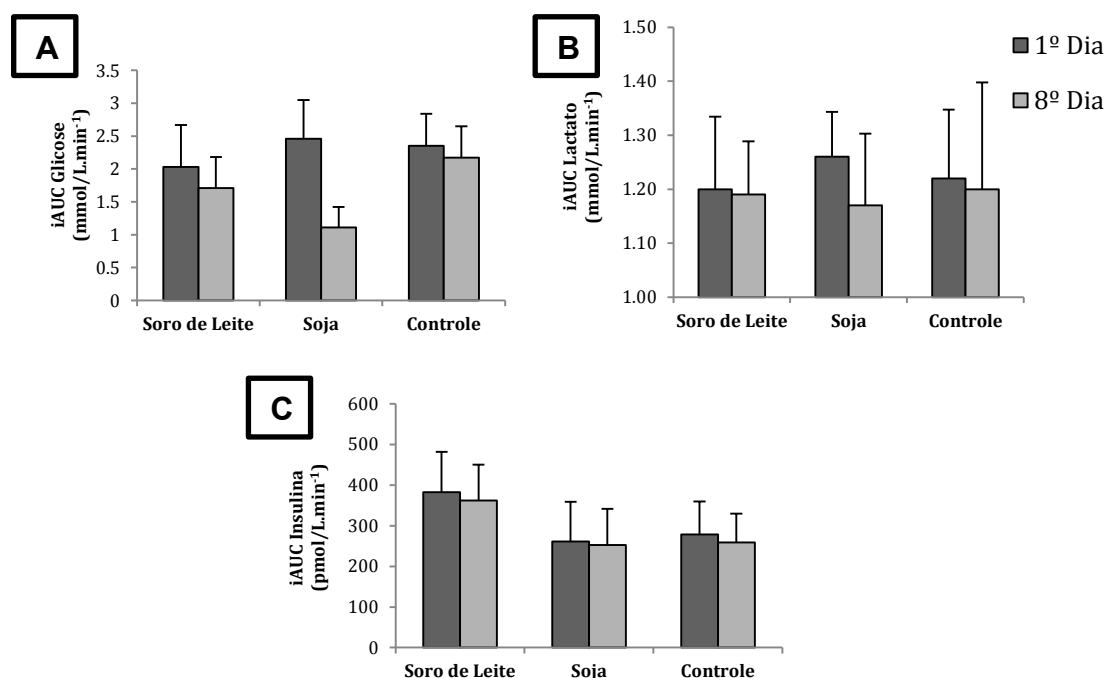 A
iAUC Glicose
(mmol/L.min⁻¹)
3.5
3
2.5
2
1.5
1
0.5
0
Soro de Leite Soja Controle
B
iAUC Lactato
(mmol/L.min⁻¹)
1.50
1.40
1.30
1.20
1.10
1.00
Soro de Leite Soja Controle
1º Dia
8º Dia
C
iAUC Insulina
(pmol/L.min⁻¹)
600
500
400
300
200
100
0
Soro de Leite Soja Controle